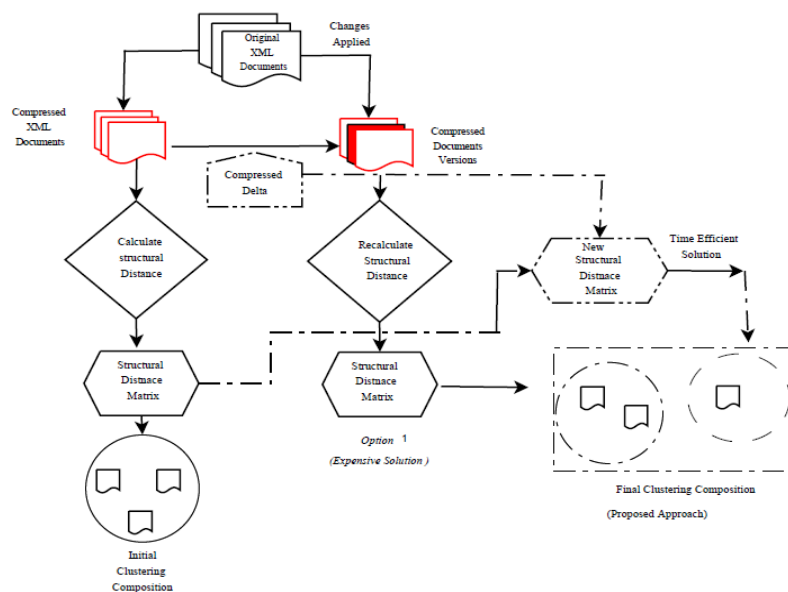 Original
XML
Documents
Changes
Applied
Compressed
XML
Documents
Compressed
Documents
Versions
Compressed
Delta
Calculate
structural
Distance
Recalculate
Structural
Distance
New
Structural
Distnace
Matrix
Time Efficient
Solution
Structural
Distnace
Matrix
Structural
Distnace
Matrix
Option 1
(Expensive Solution )
Final Clustering Composition
(Proposed Approach)
Initial
Clustering
Composition